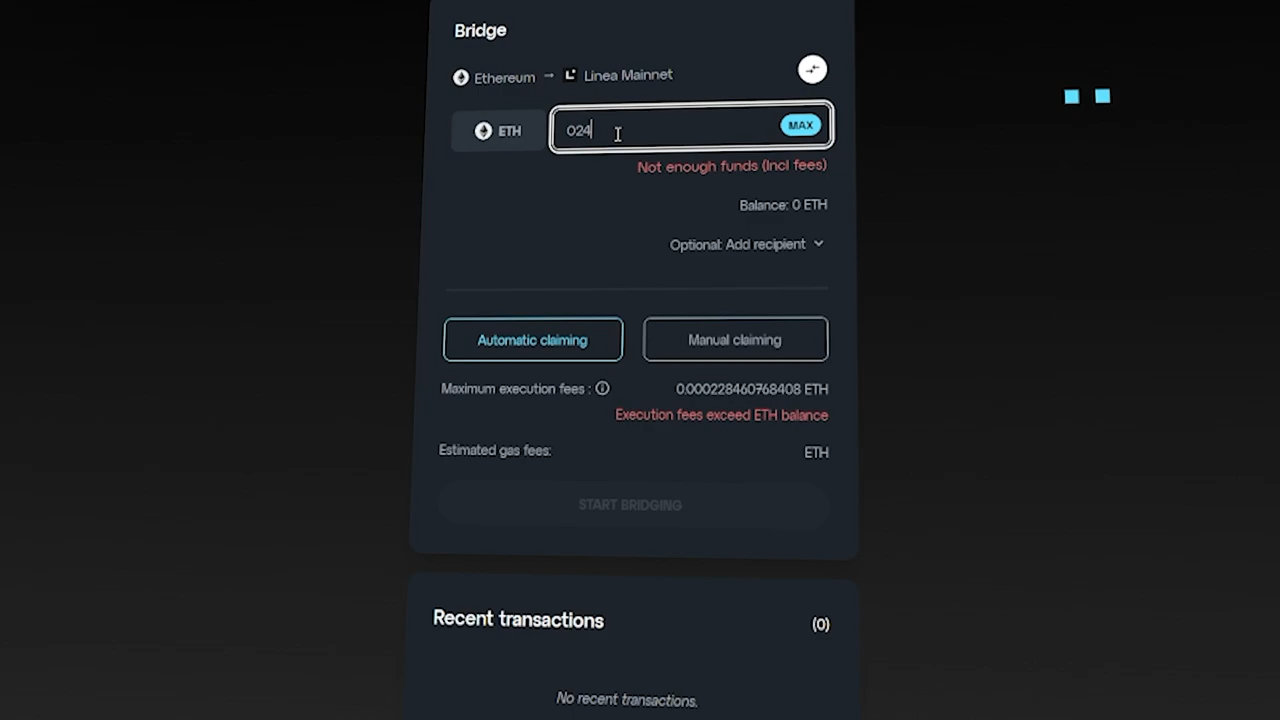 Bridge
Ethereum → Linea Mainnet
ETH 024 MAX
Not enough funds (Incl fees)
Balance: 0 ETH
Optional: Add recipient
Automatic claiming Manual claiming
Maximum execution fees : 0.000228460768408 ETH
Execution fees exceed ETH balance
Estimated gas fees: ETH
START BRIDGING
Recent transactions (0)
No recent transactions.